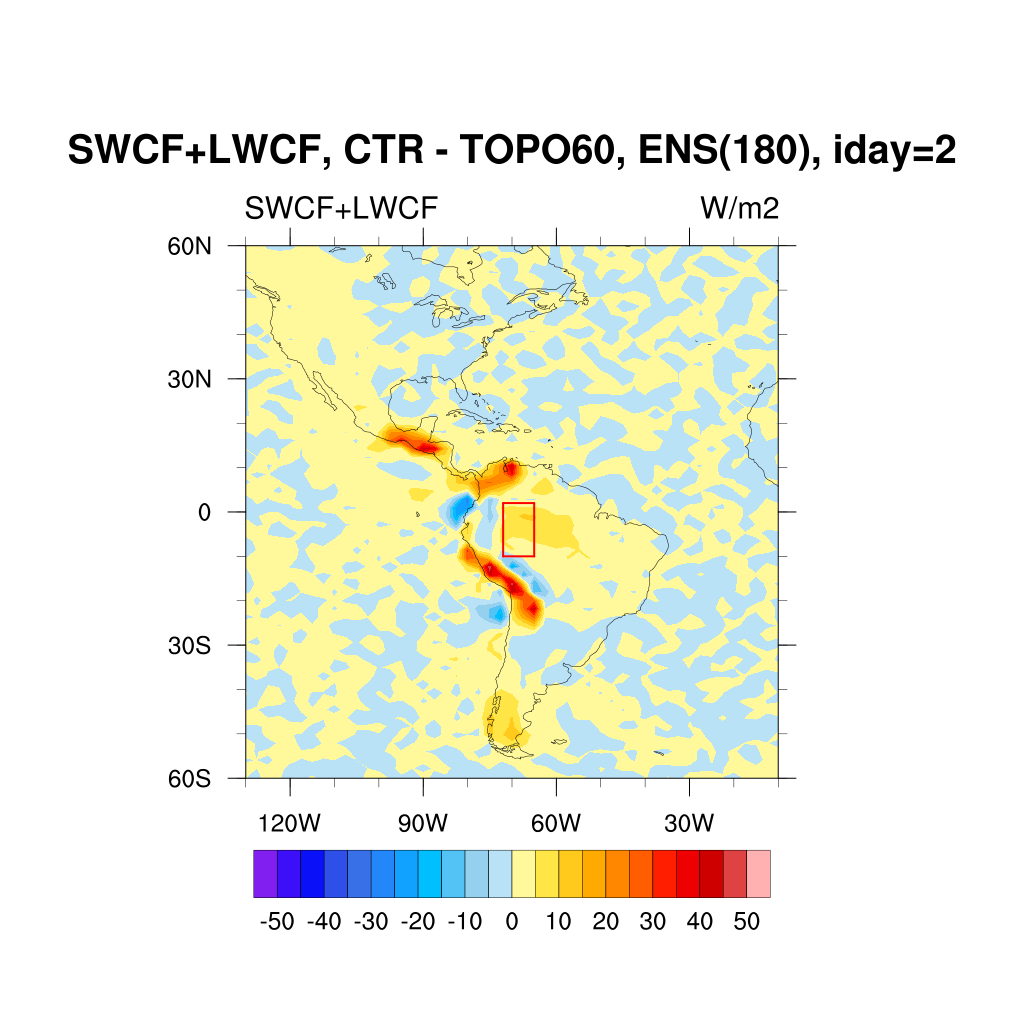 SWCF+LWCF, CTR - TOPO60, ENS(180), iday=2
SWCF+LWCF W/m2
60N
30N
0
30S
60S
120W 90W 60W 30W
-50 -40 -30 -20 -10 0 10 20 30 40 50